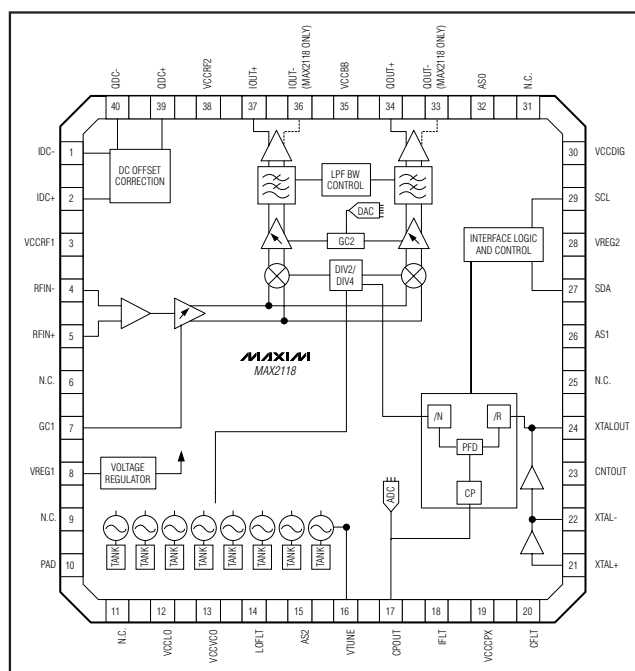 QDC-
QDC+
VCCRF2
IOUT+
IOUT-
(MAX2118 ONLY)
VCCBB
QOUT+
QOUT-
(MAX2118 ONLY)
AS0
N.C.
40
39
38
37
36
35
34
33
32
31
IDC-
1
IDC+
2
VCCRF1
3
RFIN-
4
RFIN+
5
N.C.
6
GC1
7
VREG1
8
N.C.
9
PAD
10
DC OFFSET
CORRECTION
LPF BW
CONTROL
DAC
GC2
DIV2/
DIV4
INTERFACE LOGIC
AND CONTROL
MAXIM
MAX2118
/N
/R
PFD
CP
VOLTAGE
REGULATOR
ADC
TANK
TANK
TANK
TANK
TANK
TANK
TANK
30
VCCDIG
29
SCL
28
VREG2
27
SDA
26
AS1
25
N.C.
24
XTALOUT
23
CNTOUT
22
XTAL-
21
XTAL+
11
12
13
14
15
16
17
18
19
20
N.C.
VCCLO
VCCVCO
LOFLT
AS2
VTUNE
CPOUT
IFLT
VCCCPX
CFLT